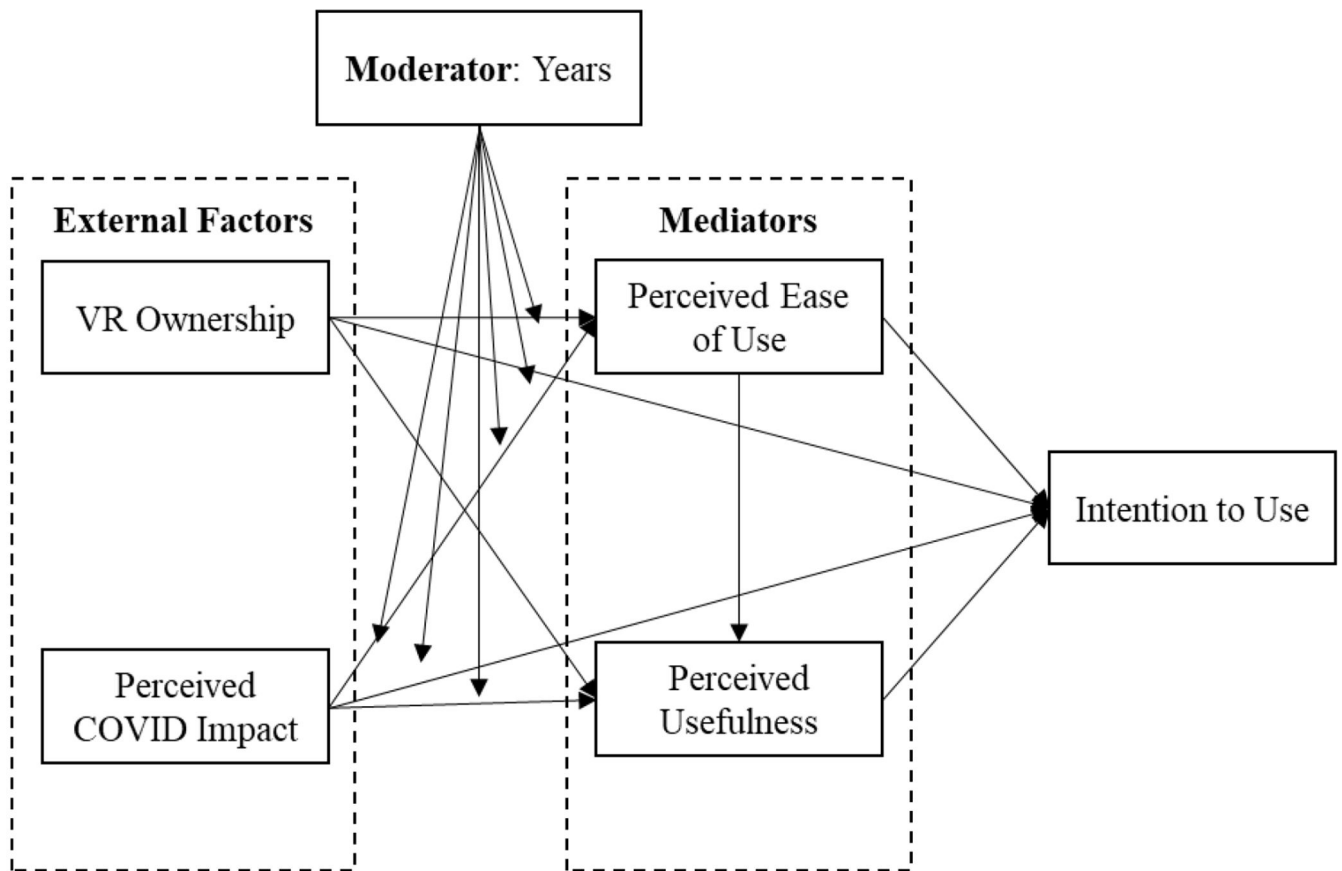 Moderator: Years
External Factors
VR Ownership
Perceived
COVID Impact
Mediators
Perceived Ease
of Use
Perceived
Usefulness
Intention to Use